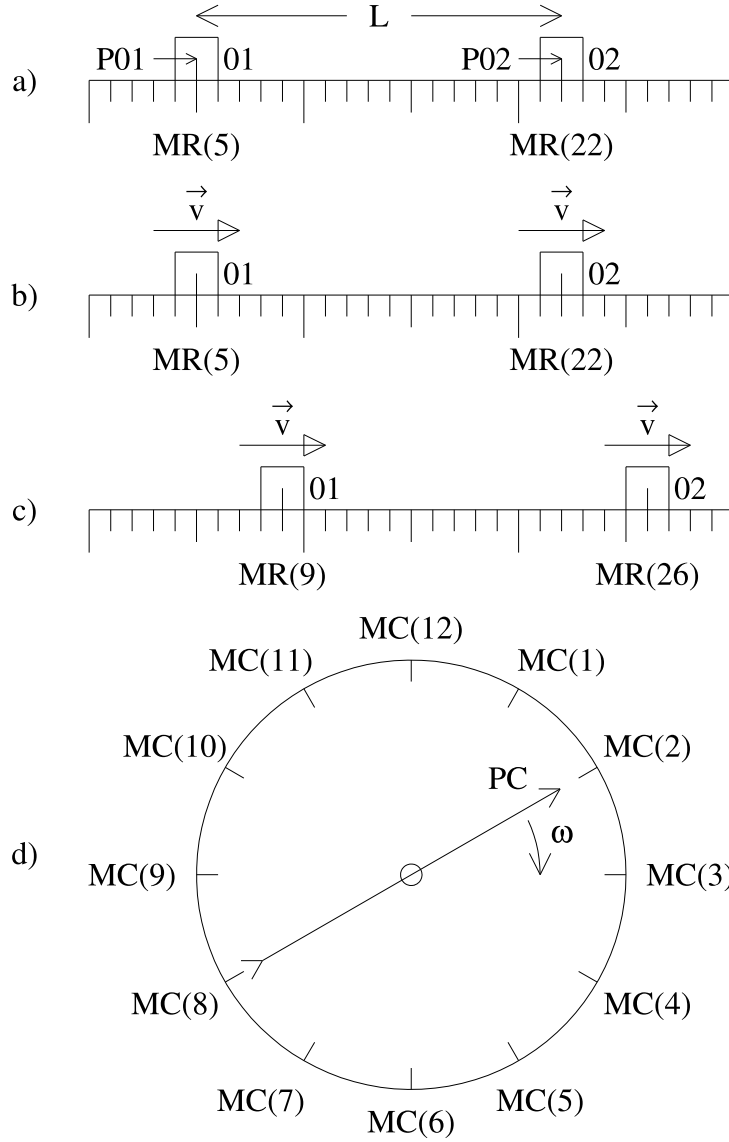 L
P01 01 P02 02
a)
MR(5) MR(22)
v v
01 02
b)
MR(5) MR(22)
v v
01 02
c)
MR(9) MR(26)
MC(12)
MC(11) MC(1)
MC(10) MC(2)
PC
d) ω
MC(9) MC(3)
MC(8) MC(4)
MC(7) MC(5)
MC(6)